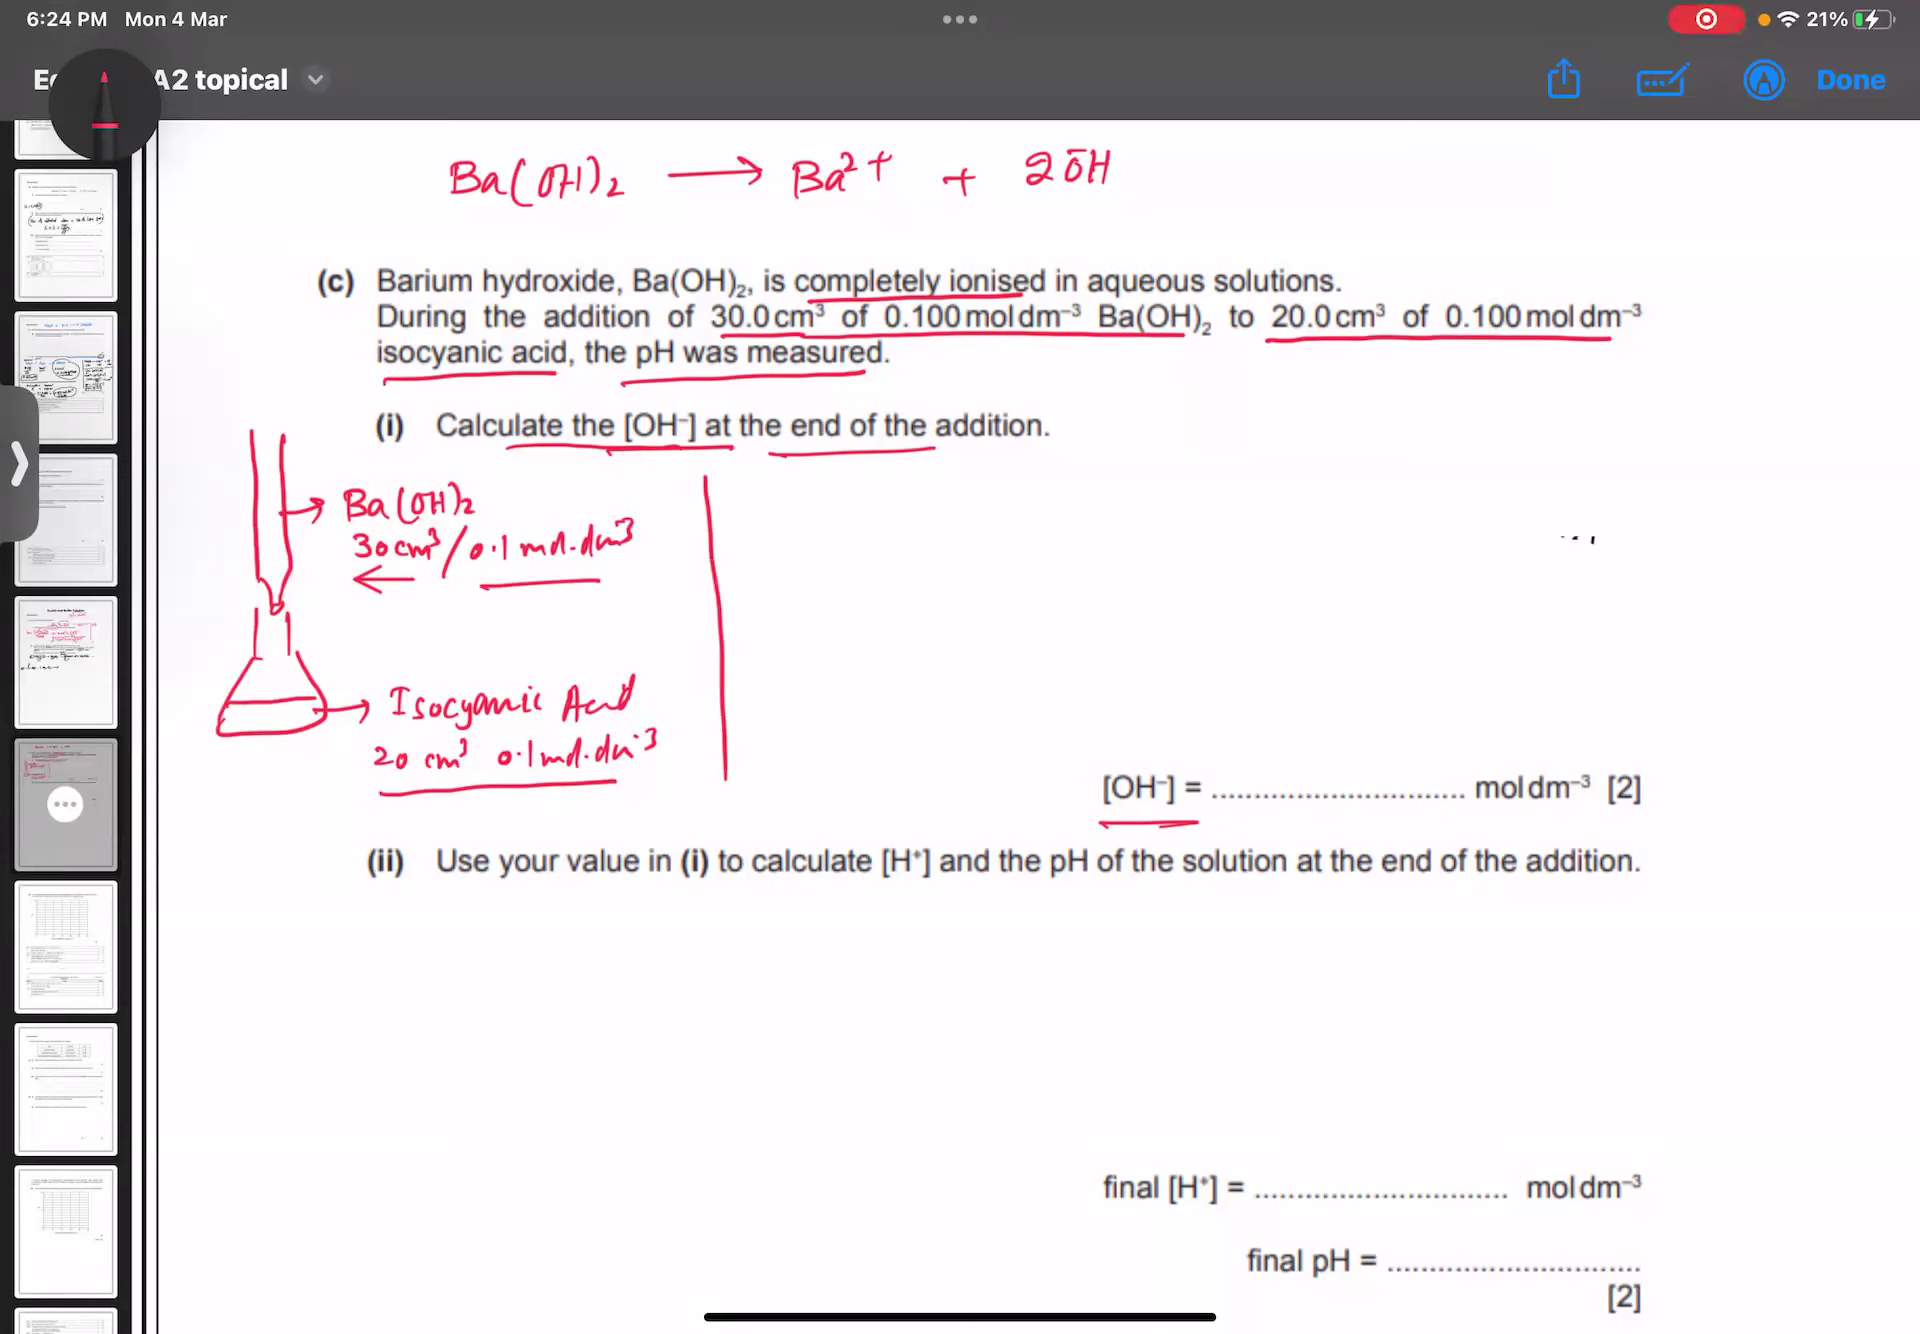 6:24 PM Mon 4 Mar
21%
A2 topical
Done
Ba(OH)₂ ⟶ Ba²⁺ + 2ŌH
(c) Barium hydroxide, Ba(OH)₂, is completely ionised in aqueous solutions.
During the addition of 30.0 cm³ of 0.100 mol dm⁻³ Ba(OH)₂ to 20.0 cm³ of 0.100 mol dm⁻³
isocyanic acid, the pH was measured.
(i) Calculate the [OH⁻] at the end of the addition.
Ba(OH)₂
30 cm³/0.1 mol.dm³
Isocyanic Acid
20 cm³ 0.1 mol.dm⁻³
[OH⁻] = .............................. mol dm⁻³ [2]
(ii) Use your value in (i) to calculate [H⁺] and the pH of the solution at the end of the addition.
final [H⁺] = .............................. mol dm⁻³
final pH = ..............................
[2]